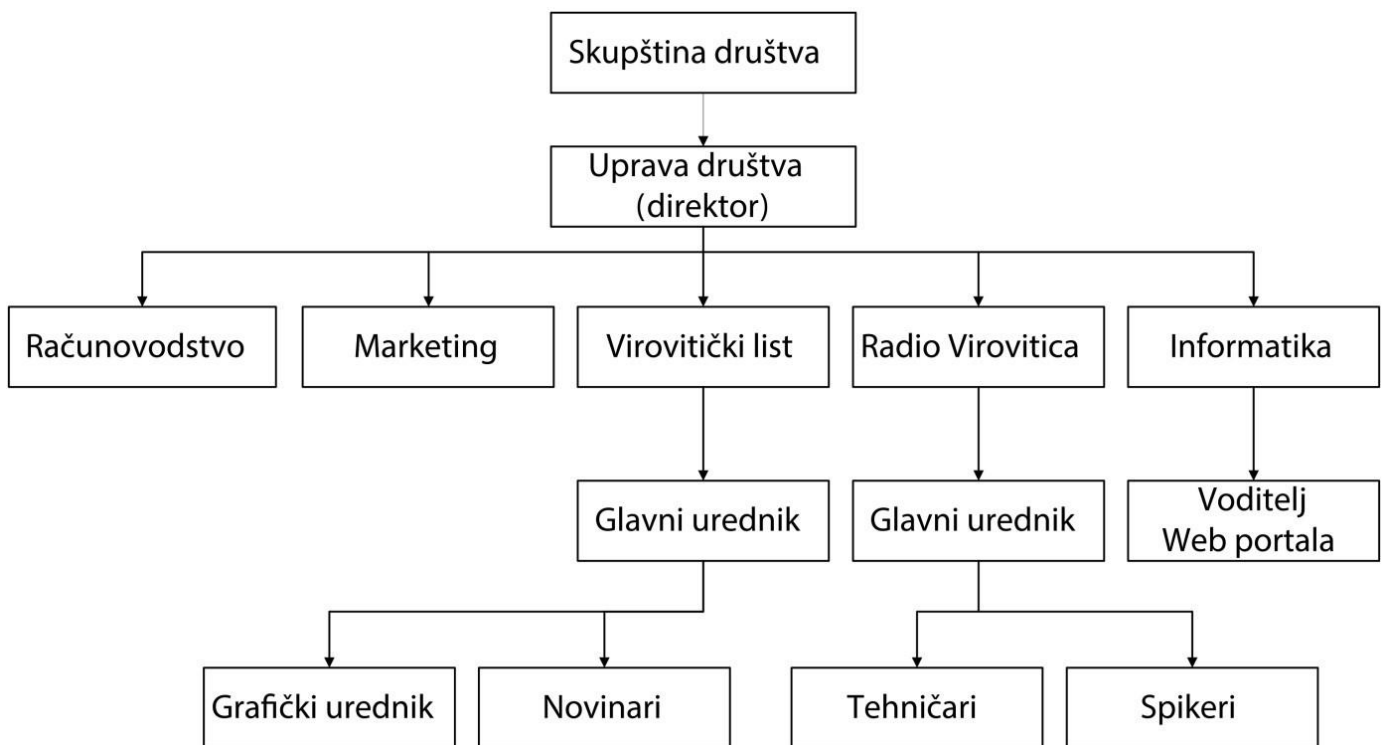 Skupština društva
Uprava društva
(direktor)
Računovodstvo
Marketing
Virovitički list
Radio Virovitica
Informatika
Glavni urednik
Glavni urednik
Voditelj
Web portala
Grafički urednik
Novinari
Tehničari
Spikeri